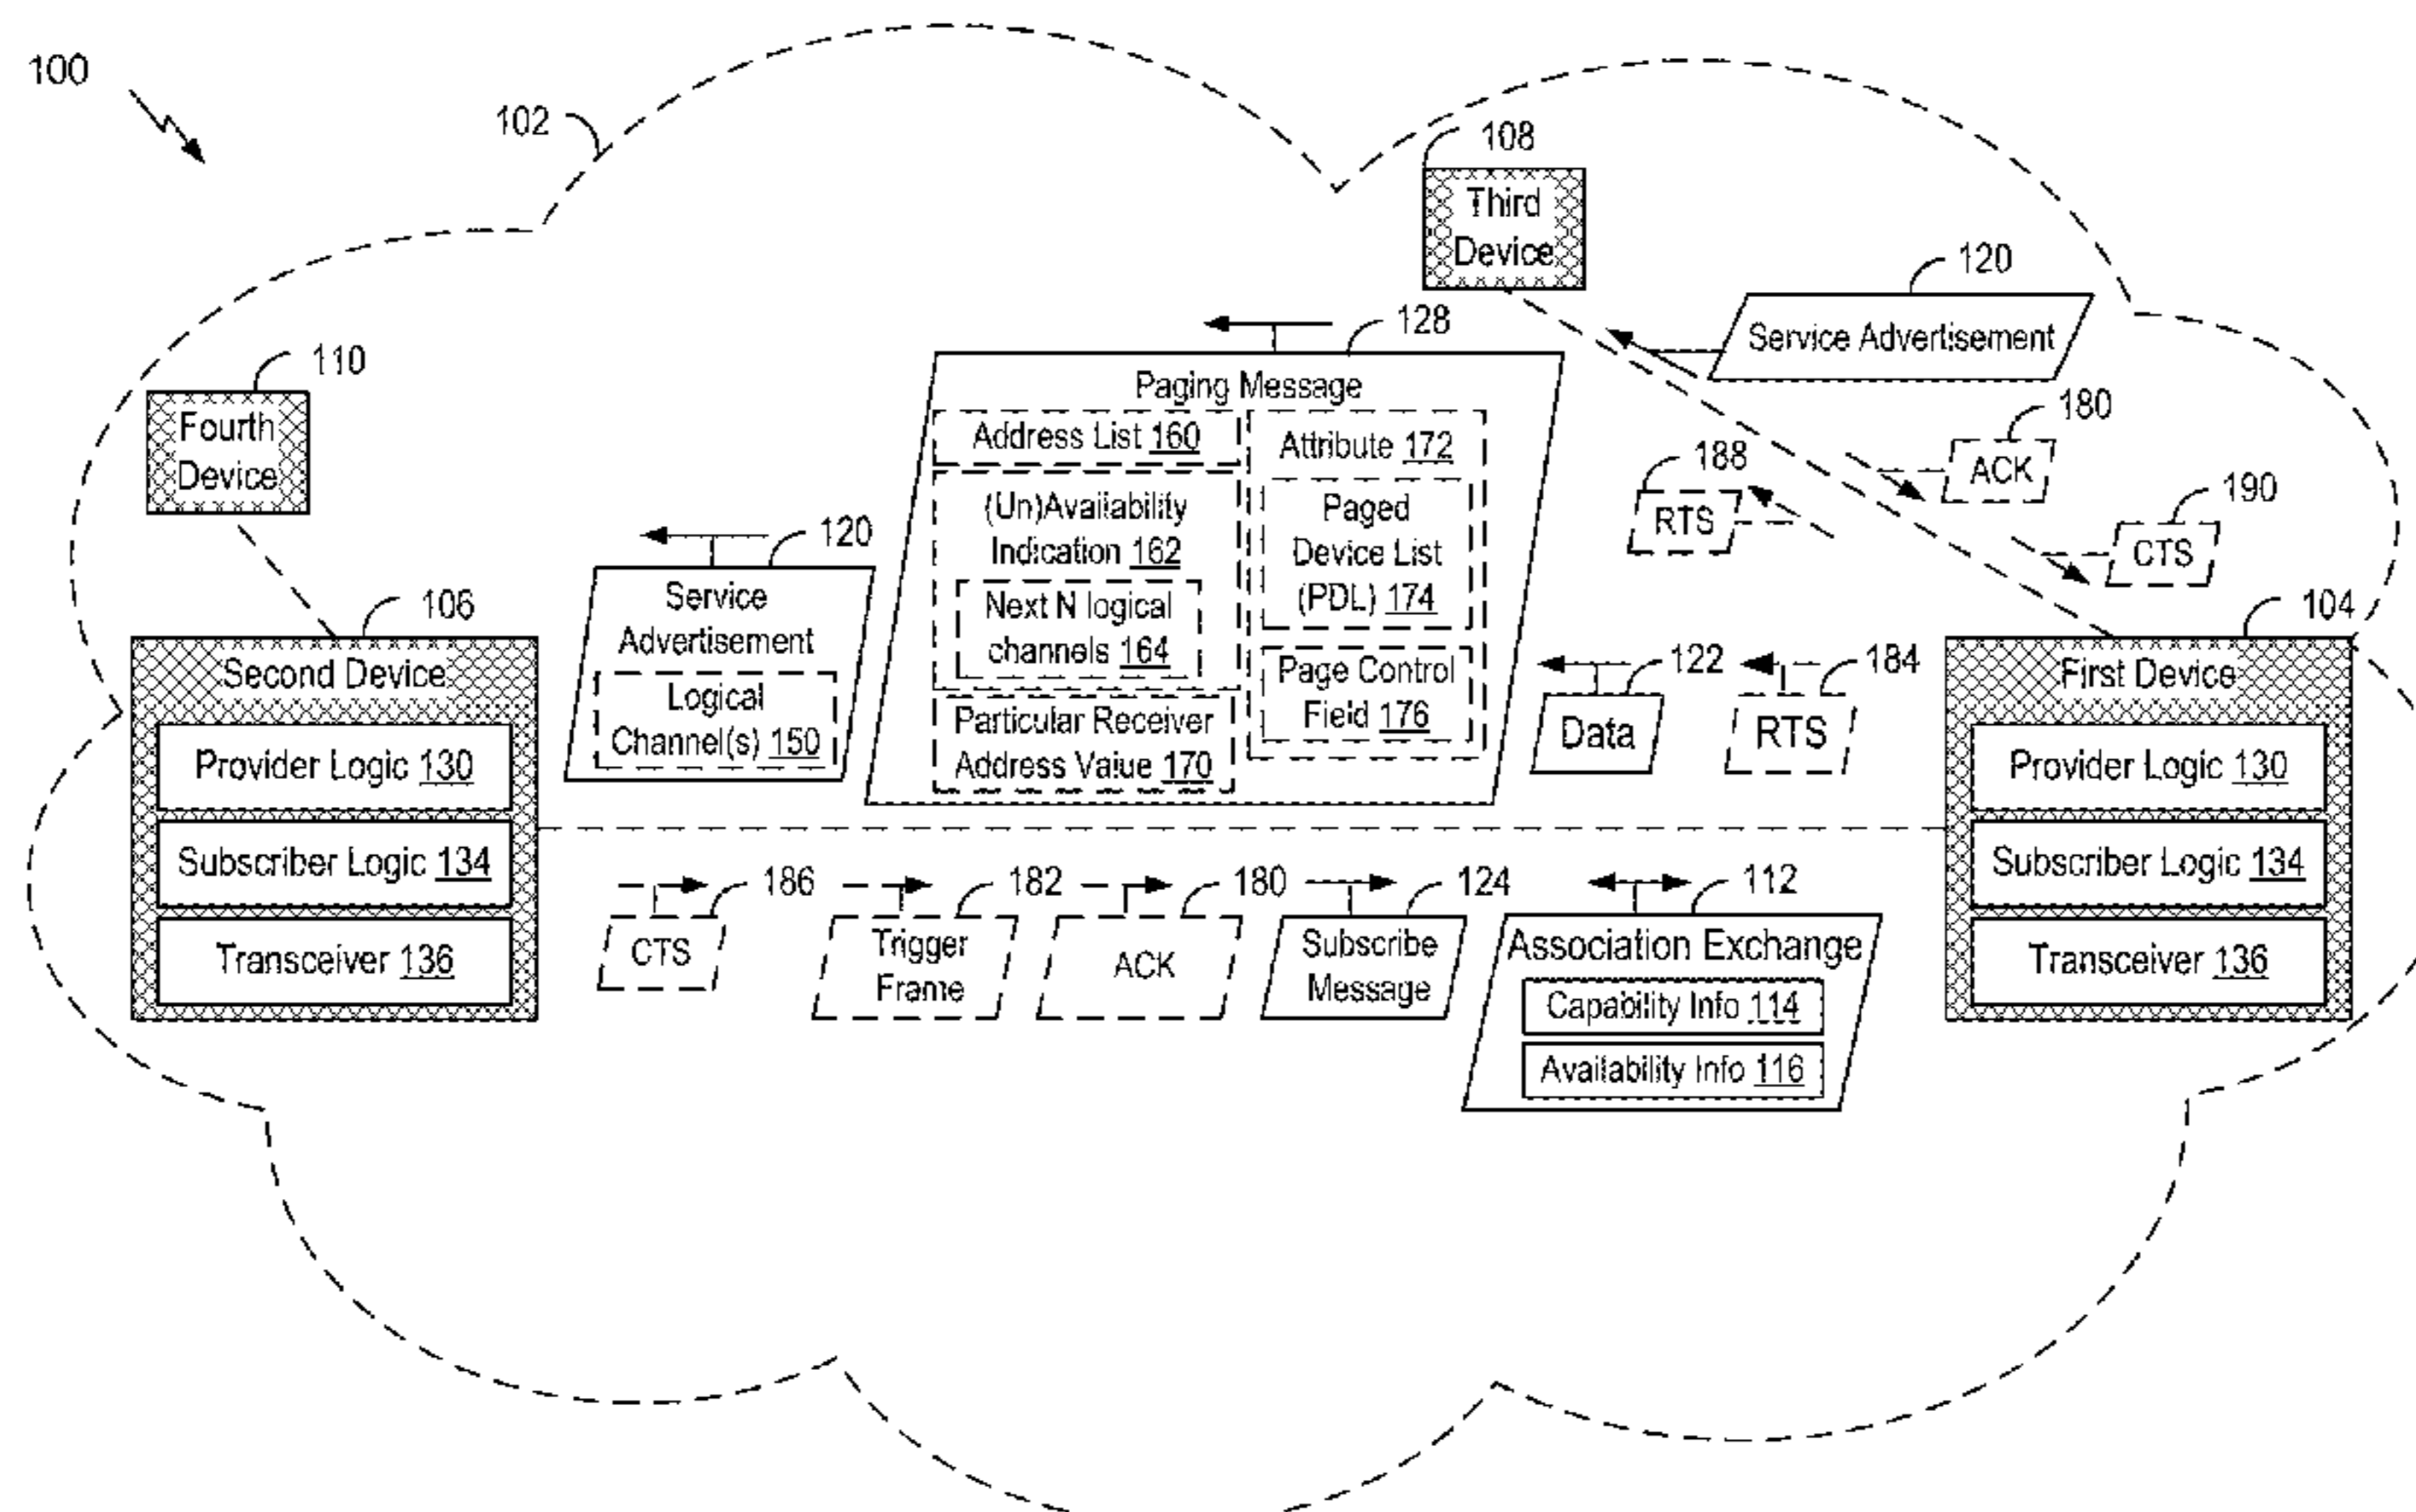 100
102
108
Third
Device
120
Service Advertisement
128
110
Fourth
Device
Paging Message
Address List 160
(Un)Availability
Indication 162
Next N logical
channels 164
Particular Receiver
Address Value 170
Attribute 172
Paged
Device List
(PDL) 174
Page Control
Field 176
180
ACK
188
RTS
190
CTS
120
Service
Advertisement
Logical
Channel(s) 150
106
Second Device
Provider Logic 130
Subscriber Logic 134
Transceiver 136
122
Data
184
RTS
104
First Device
Provider Logic 130
Subscriber Logic 134
Transceiver 136
186
CTS
182
Trigger
Frame
180
ACK
124
Subscribe
Message
112
Association Exchange
Capability Info 114
Availability Info 116